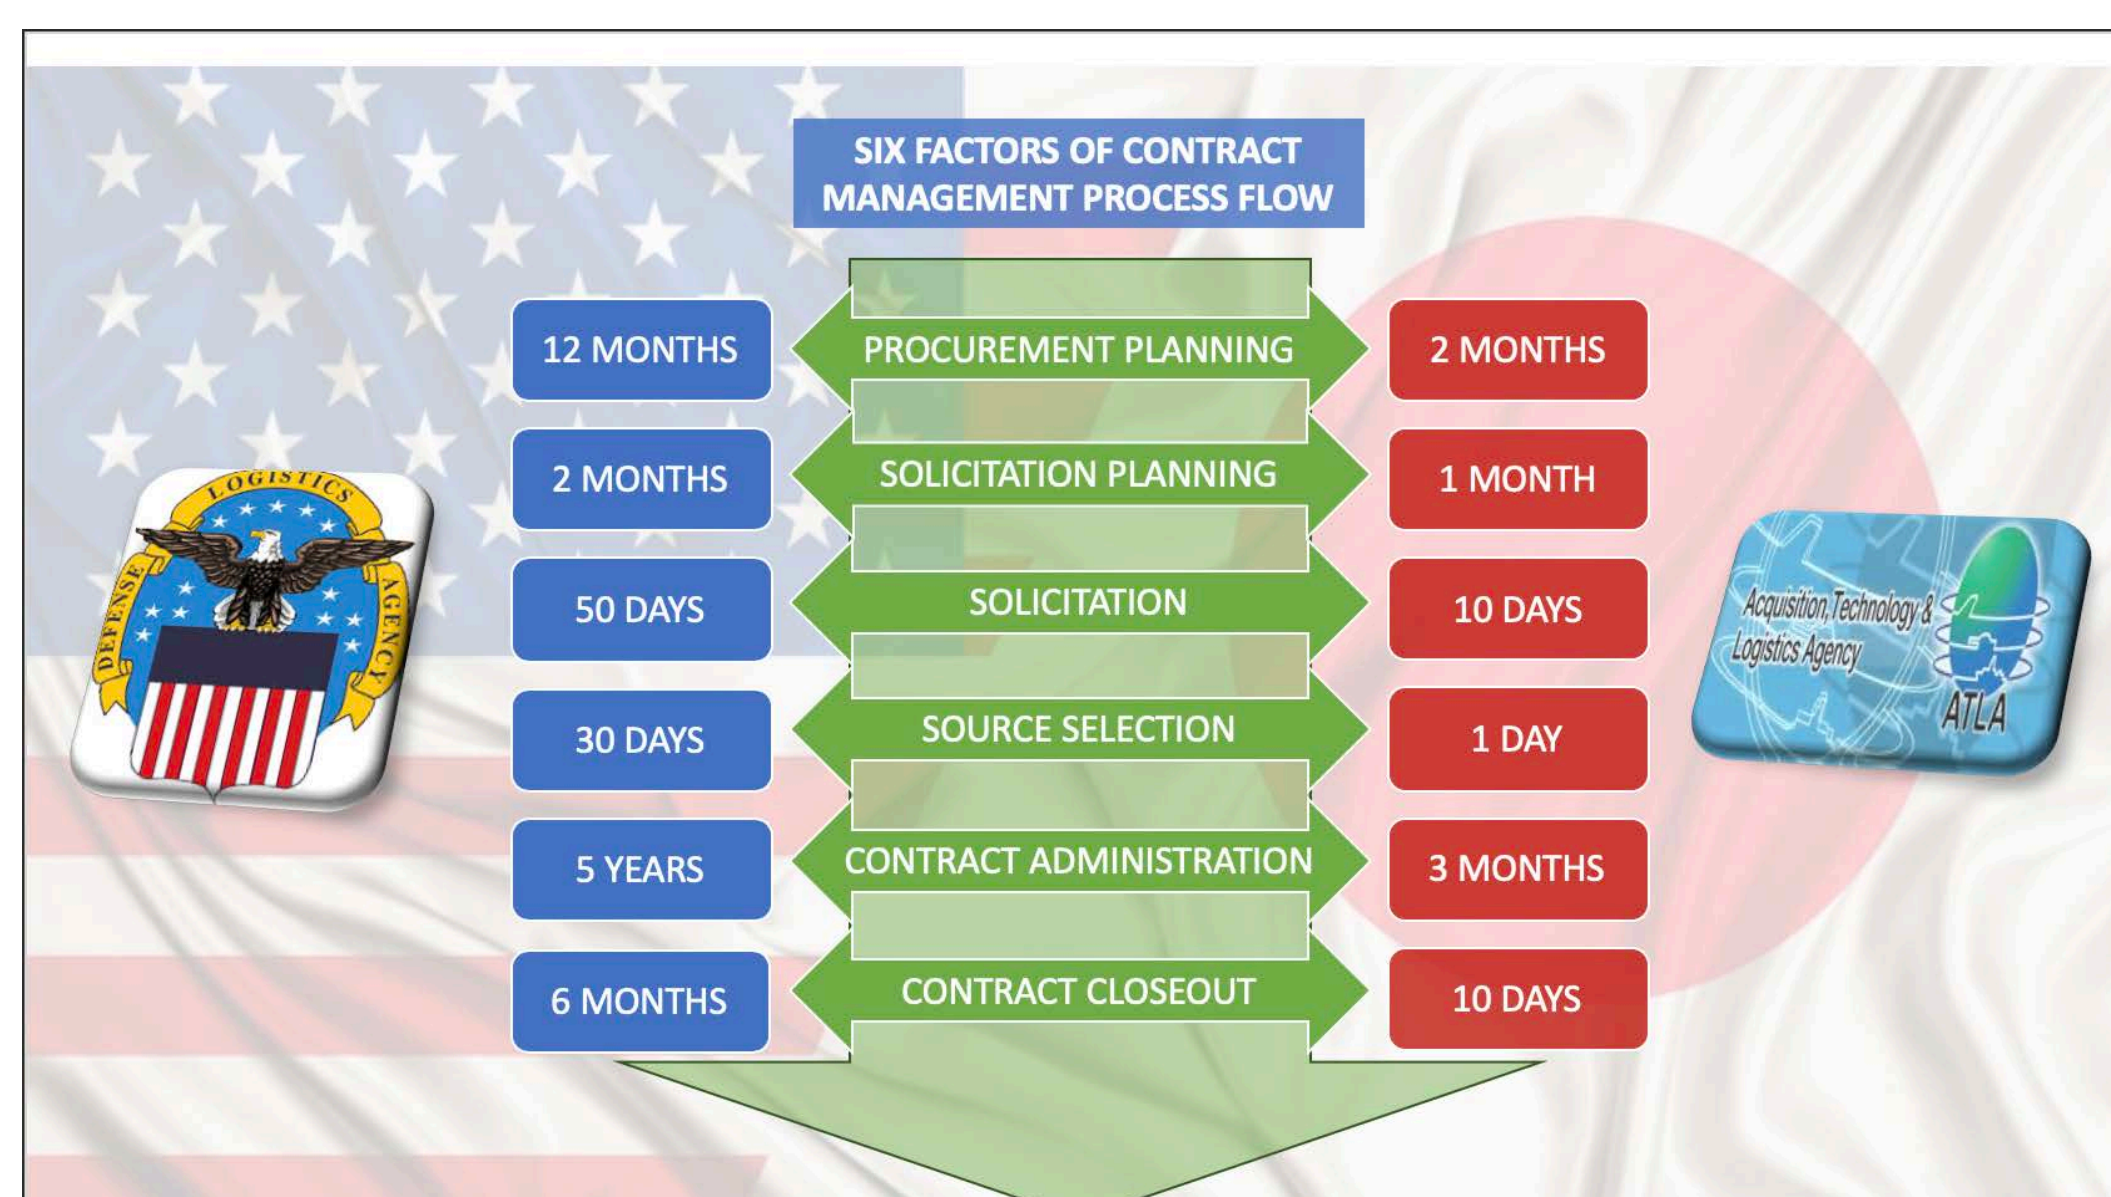 SIX FACTORS OF CONTRACT
MANAGEMENT PROCESS FLOW
12 MONTHS
PROCUREMENT PLANNING
2 MONTHS
2 MONTHS
SOLICITATION PLANNING
1 MONTH
50 DAYS
SOLICITATION
10 DAYS
30 DAYS
SOURCE SELECTION
1 DAY
5 YEARS
CONTRACT ADMINISTRATION
3 MONTHS
6 MONTHS
CONTRACT CLOSEOUT
10 DAYS
DEFENSE LOGISTICS AGENCY
Acquisition, Technology &
Logistics Agency
ATLA